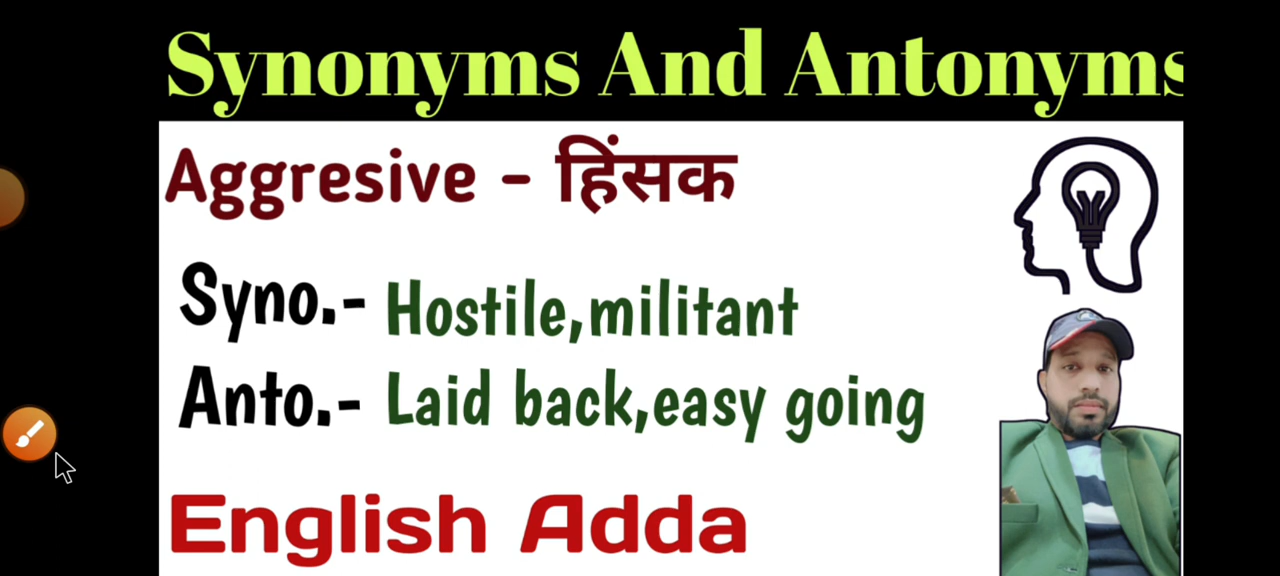 Synonyms And Antonyms
Aggresive - हिंसक
Syno.- Hostile,militant
Anto.- Laid back,easy going
English Adda